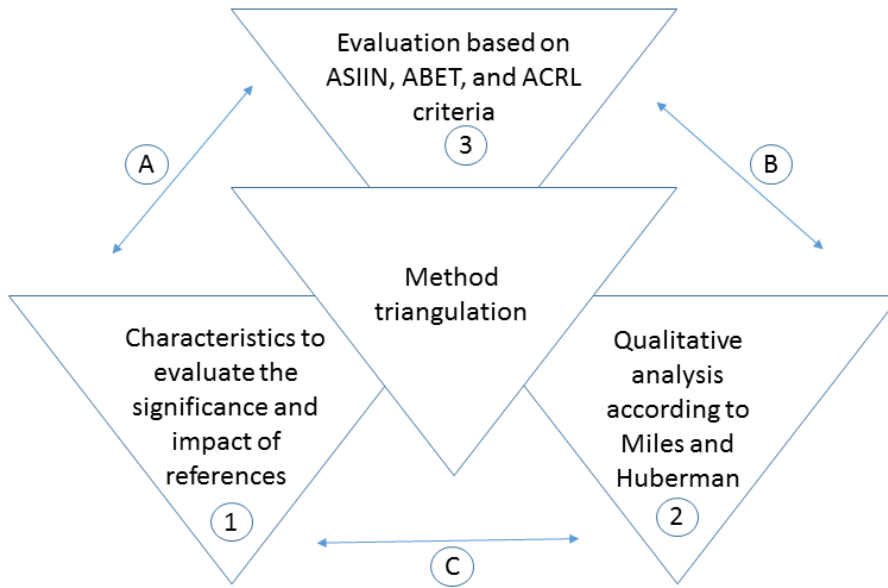 Evaluation based on
ASIIN, ABET, and ACRL
criteria
3
A
B
Method
triangulation
Characteristics to
evaluate the
significance and
impact of
references
1
Qualitative
analysis
according to
Miles and
Huberman
2
C